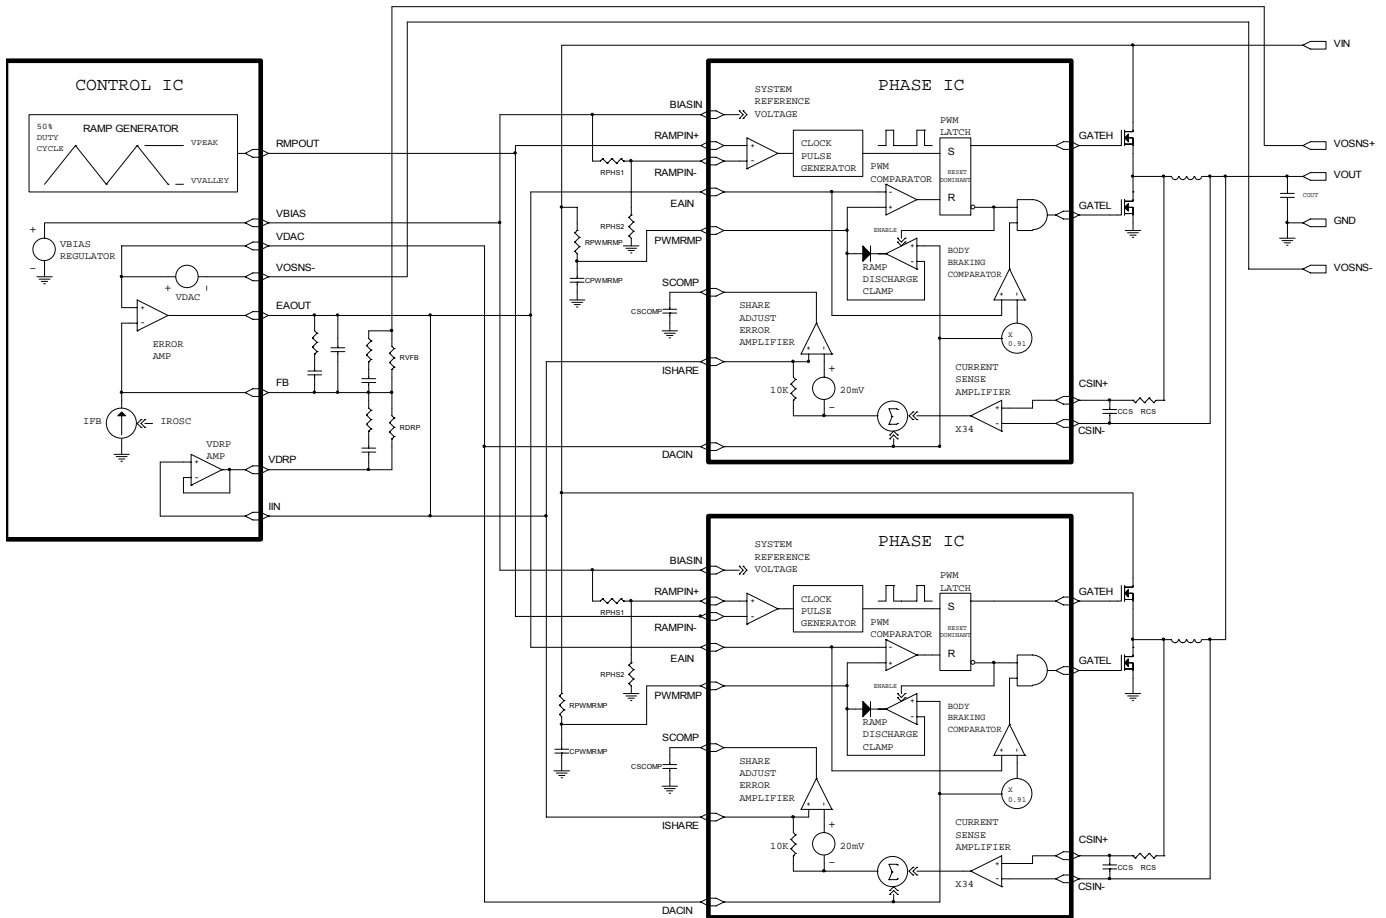 CONTROL IC
50%
DUTY
CYCLE
RAMP GENERATOR
VPEAK
VVALLEY
RMPOUT
VBIAS
VDAC
VOSNS-
EAOUT
FB
VDRP
IIN
+
-
VBIAS
REGULATOR
+
-
VDAC
+
-
ERROR
AMP
IFB
IROSC
VDRP
AMP
+
-
RVFB
RDRP
PHASE IC
SYSTEM
REFERENCE
VOLTAGE
BIASIN
RAMPIN+
RAMPIN-
EAIN
PWMRMP
SCOMP
ISHARE
DACIN
RPHS1
RPHS2
RPWMRMP
CPWMRMP
CSCOMP
+
-
CLOCK
PULSE
GENERATOR
PWM
LATCH
S
RESET
DOMINANT
R
PWM
COMPARATOR
-
+
ENABLE
+
-
RAMP
DISCHARGE
CLAMP
BODY
BRAKING
COMPARATOR
+
-
X
0.91
SHARE
ADJUST
ERROR
AMPLIFIER
+
-
10K
+
20mV
-
Σ
CURRENT
SENSE
AMPLIFIER
+
-
X34
GATEH
GATEL
CSIN+
CSIN-
CCS
RCS
VIN
VOSNS+
VOUT
COUT
GND
VOSNS-
PHASE IC
SYSTEM
REFERENCE
VOLTAGE
BIASIN
RAMPIN+
RAMPIN-
EAIN
PWMRMP
SCOMP
ISHARE
DACIN
RPHS1
RPHS2
RPWMRMP
CPWMRMP
CSCOMP
+
-
CLOCK
PULSE
GENERATOR
PWM
LATCH
S
RESET
DOMINANT
R
PWM
COMPARATOR
-
+
ENABLE
+
-
RAMP
DISCHARGE
CLAMP
BODY
BRAKING
COMPARATOR
+
-
X
0.91
SHARE
ADJUST
ERROR
AMPLIFIER
+
-
10K
+
20mV
-
Σ
CURRENT
SENSE
AMPLIFIER
+
-
X34
GATEH
GATEL
CSIN+
CSIN-
CCS
RCS